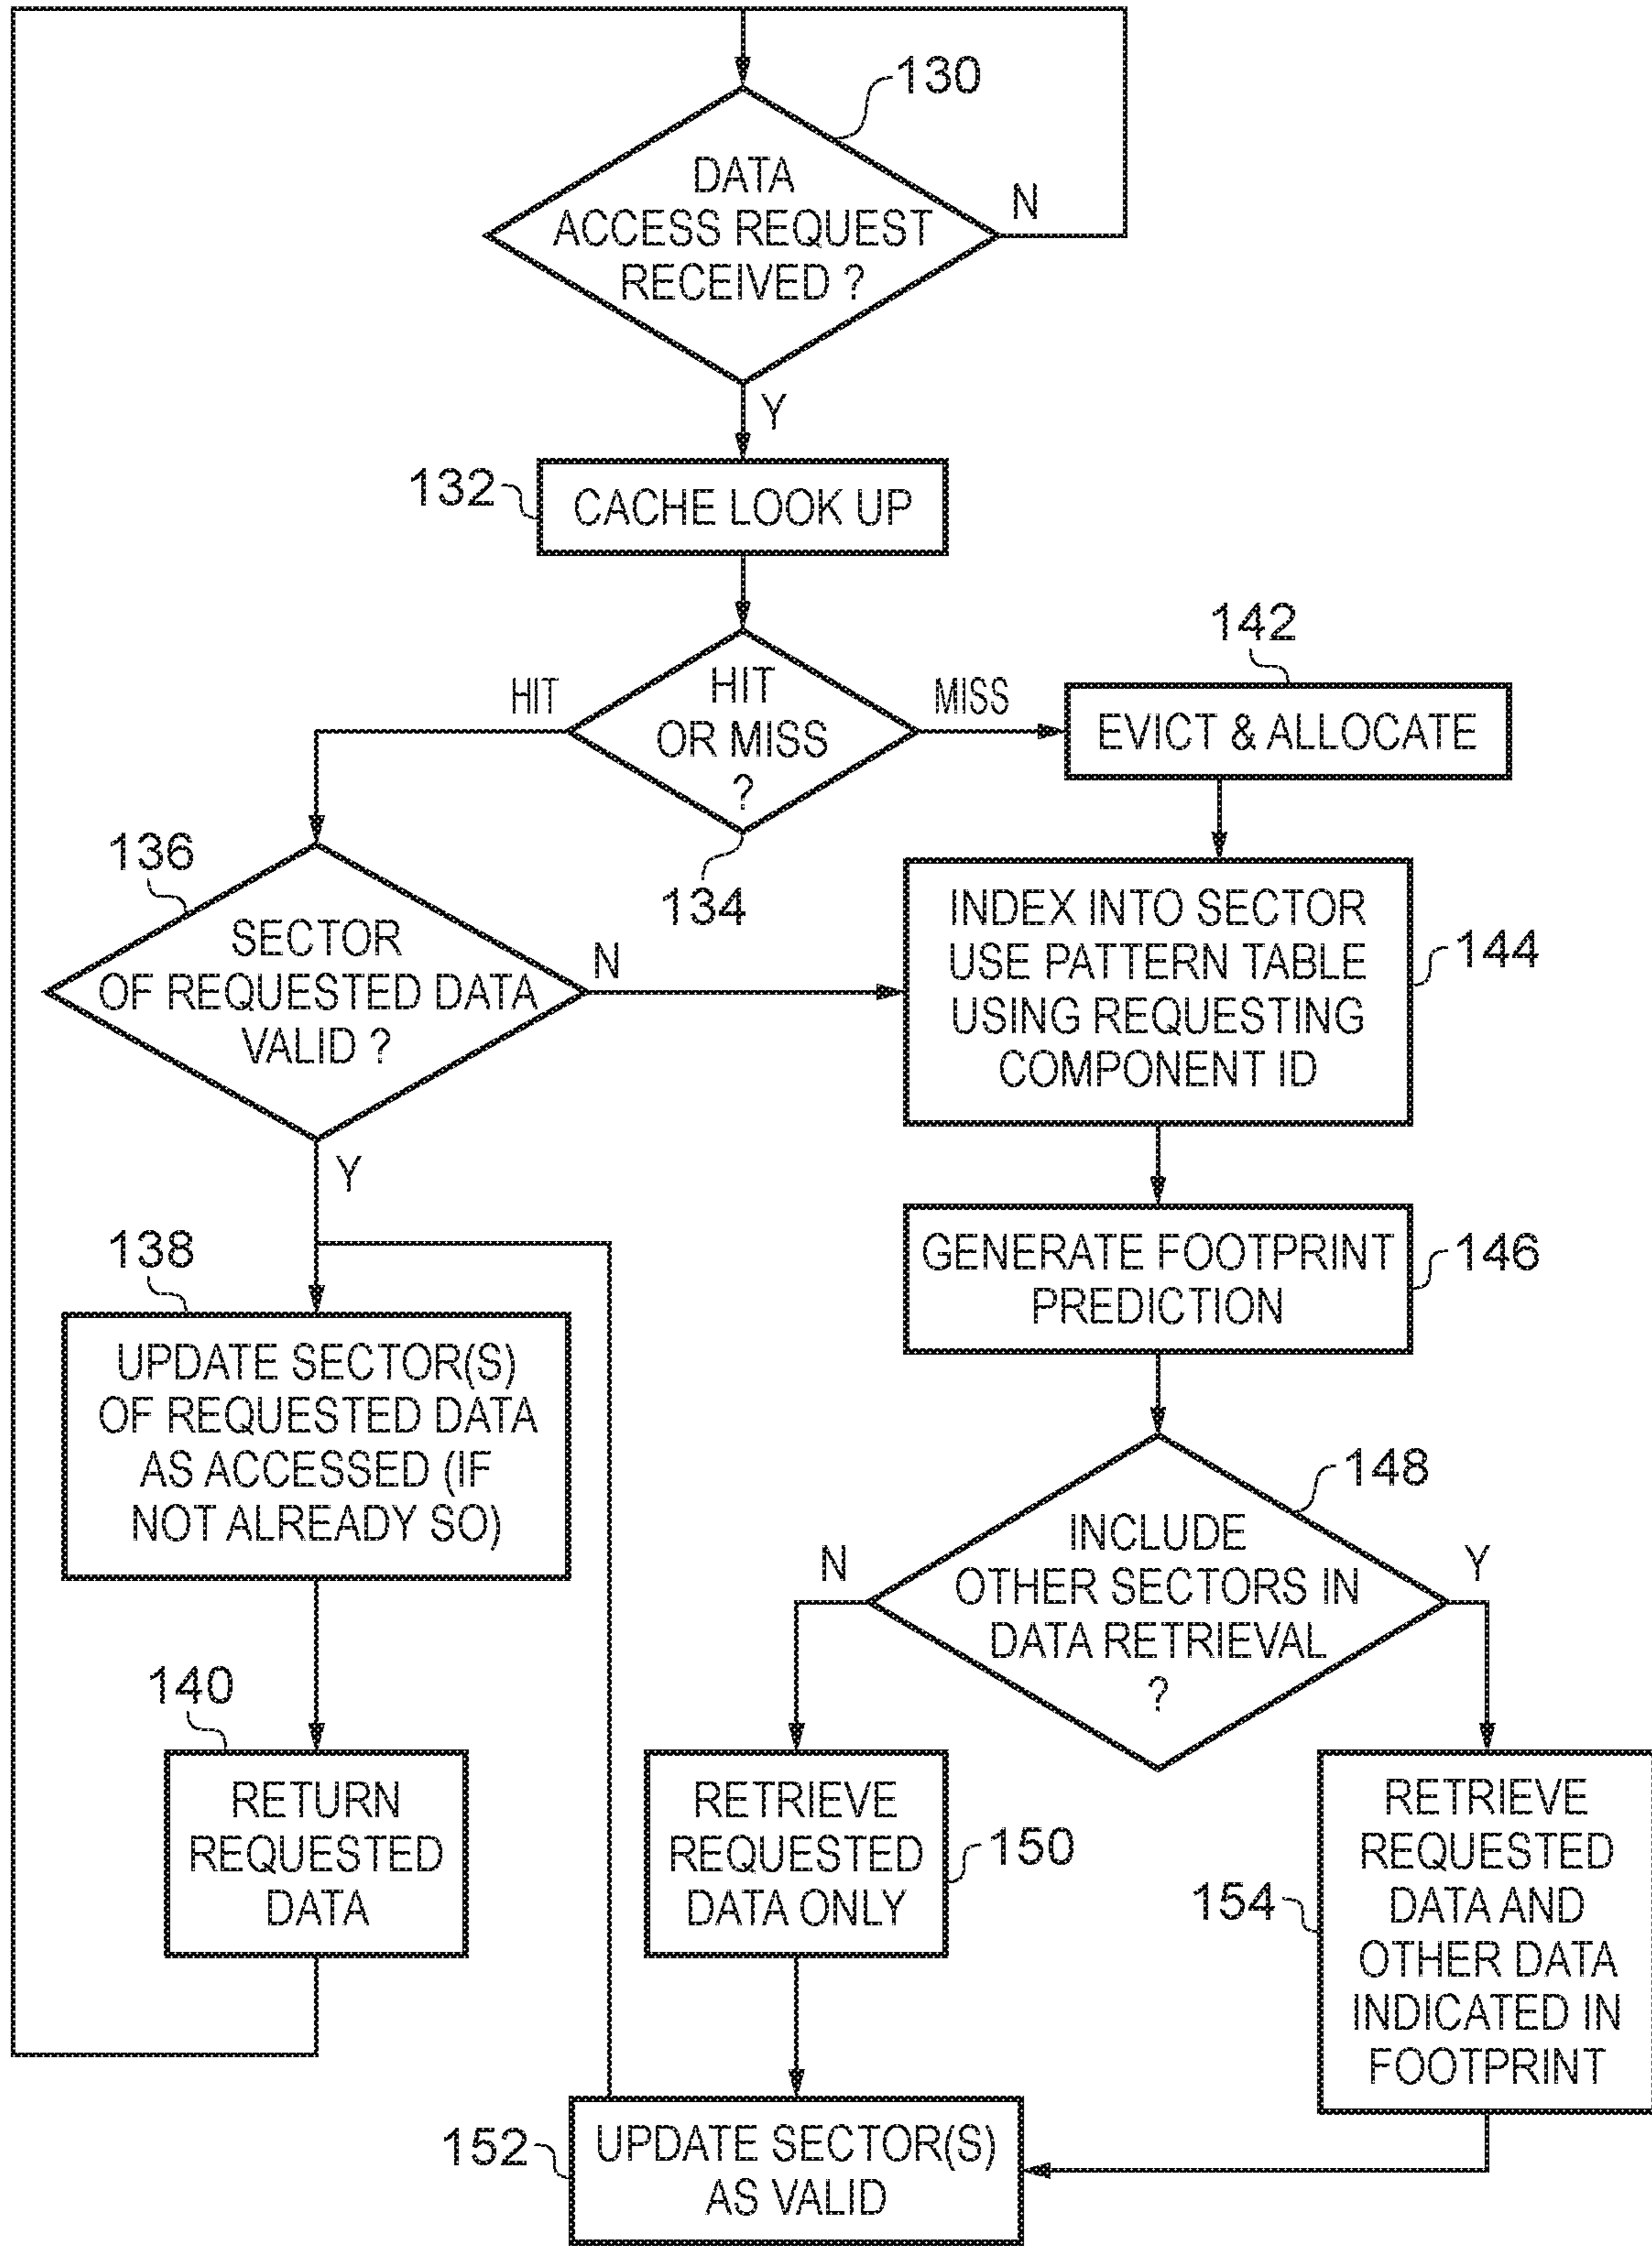 130
DATA
ACCESS REQUEST
RECEIVED ?
N
Y
132
CACHE LOOK UP
142
HIT
HIT
OR MISS
?
MISS
134
EVICT & ALLOCATE
136
SECTOR
OF REQUESTED DATA
VALID ?
N
Y
INDEX INTO SECTOR
USE PATTERN TABLE
USING REQUESTING
COMPONENT ID
144
GENERATE FOOTPRINT
PREDICTION
146
138
UPDATE SECTOR(S)
OF REQUESTED DATA
AS ACCESSED (IF
NOT ALREADY SO)
148
INCLUDE
OTHER SECTORS IN
DATA RETRIEVAL
?
N
Y
140
RETURN
REQUESTED
DATA
RETRIEVE
REQUESTED
DATA ONLY
150
154
RETRIEVE
REQUESTED
DATA AND
OTHER DATA
INDICATED IN
FOOTPRINT
152
UPDATE SECTOR(S)
AS VALID